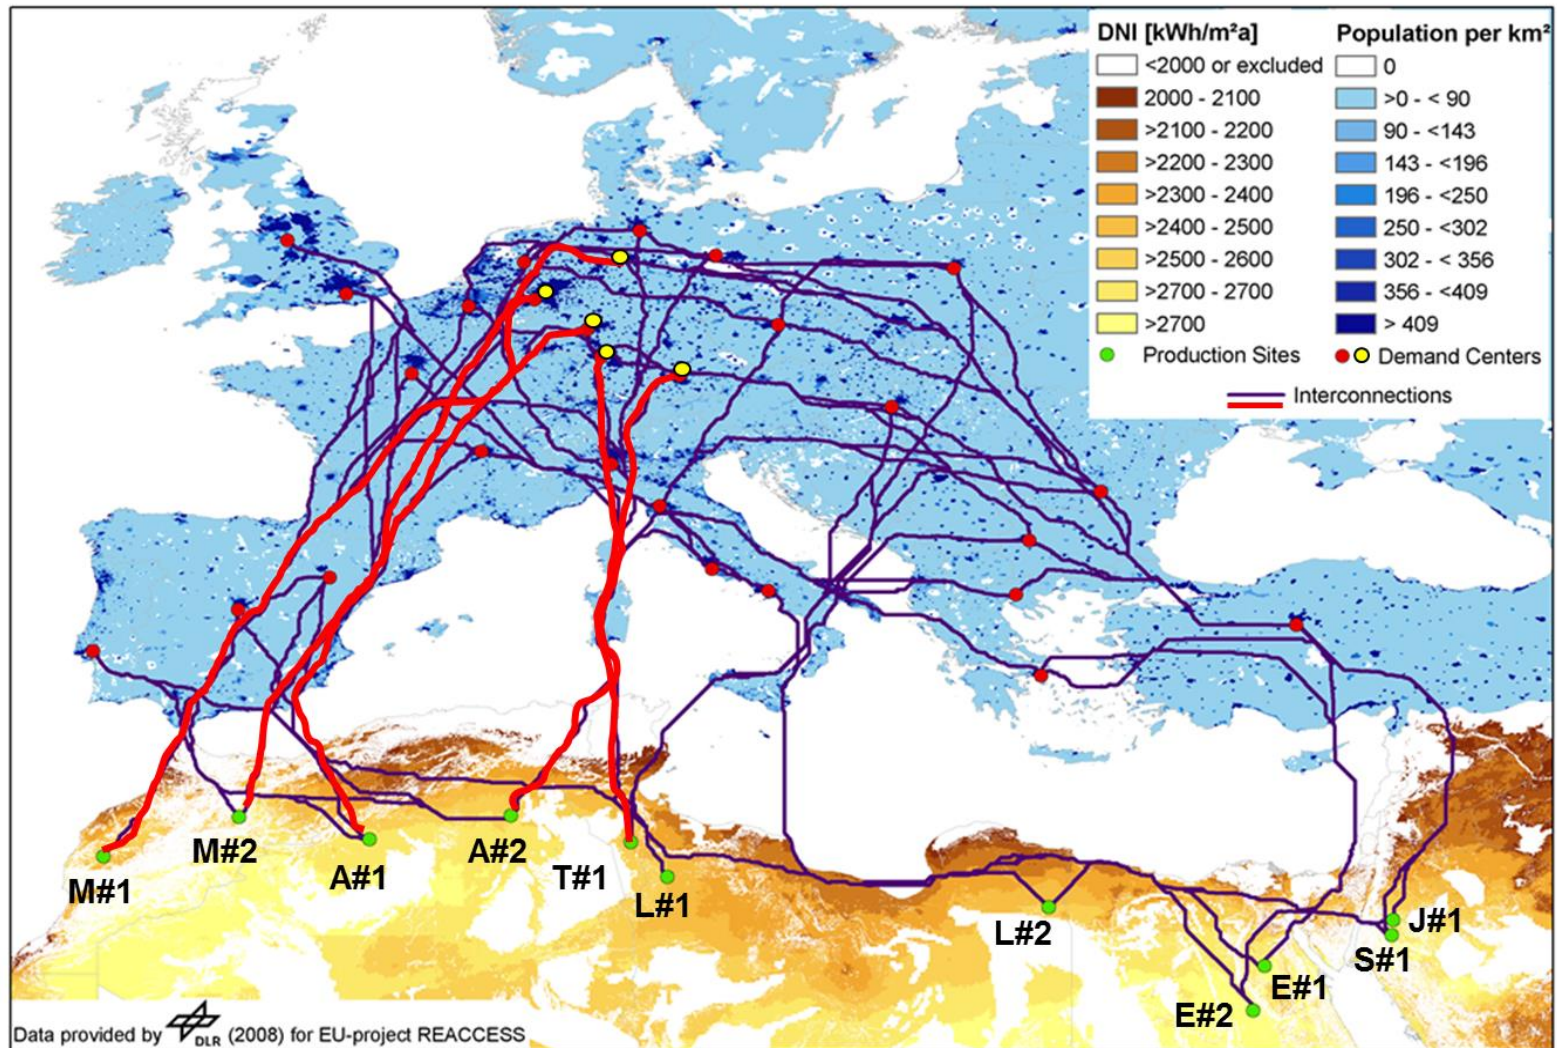 DNI [kWh/m²a]
<2000 or excluded
2000 - 2100
>2100 - 2200
>2200 - 2300
>2300 - 2400
>2400 - 2500
>2500 - 2600
>2700 - 2700
>2700
Population per km²
0
>0 - < 90
90 - <143
143 - <196
196 - <250
250 - <302
302 - < 356
356 - <409
> 409
Production Sites
Demand Centers
Interconnections
M#1
M#2
A#1
A#2
T#1
L#1
L#2
E#2
E#1
S#1
J#1
Data provided by DLR (2008) for EU-project REACCESS